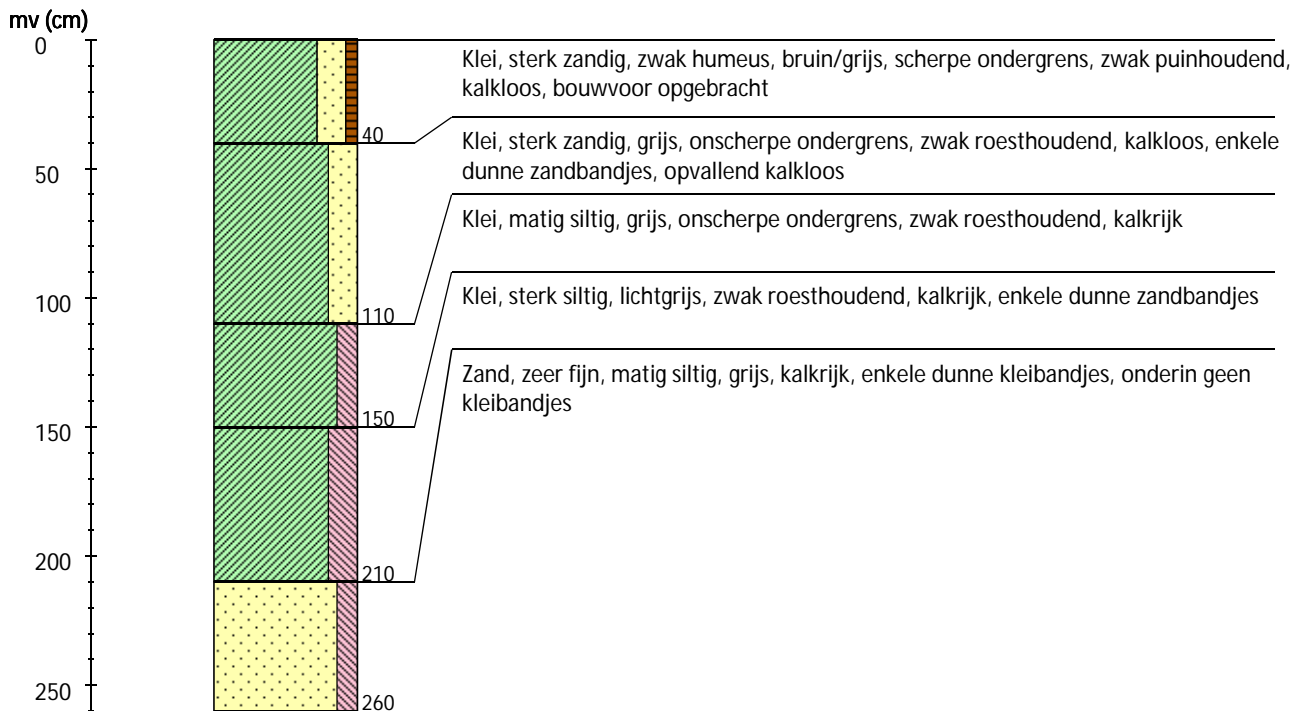 mv (cm)
0
Klei, sterk zandig, zwak humeus, bruin/grijs, scherpe ondergrens, zwak puinhoudend,
kalkloos, bouwvoor opgebracht
40
Klei, sterk zandig, grijs, onscherpe ondergrens, zwak roesthoudend, kalkloos, enkele
dunne zandbandjes, opvallend kalkloos
50
Klei, matig siltig, grijs, onscherpe ondergrens, zwak roesthoudend, kalkrijk
100
Klei, sterk siltig, lichtgrijs, zwak roesthoudend, kalkrijk, enkele dunne zandbandjes
110
Zand, zeer fijn, matig siltig, grijs, kalkrijk, enkele dunne kleibandjes, onderin geen
kleibandjes
150
150
200
210
250
260